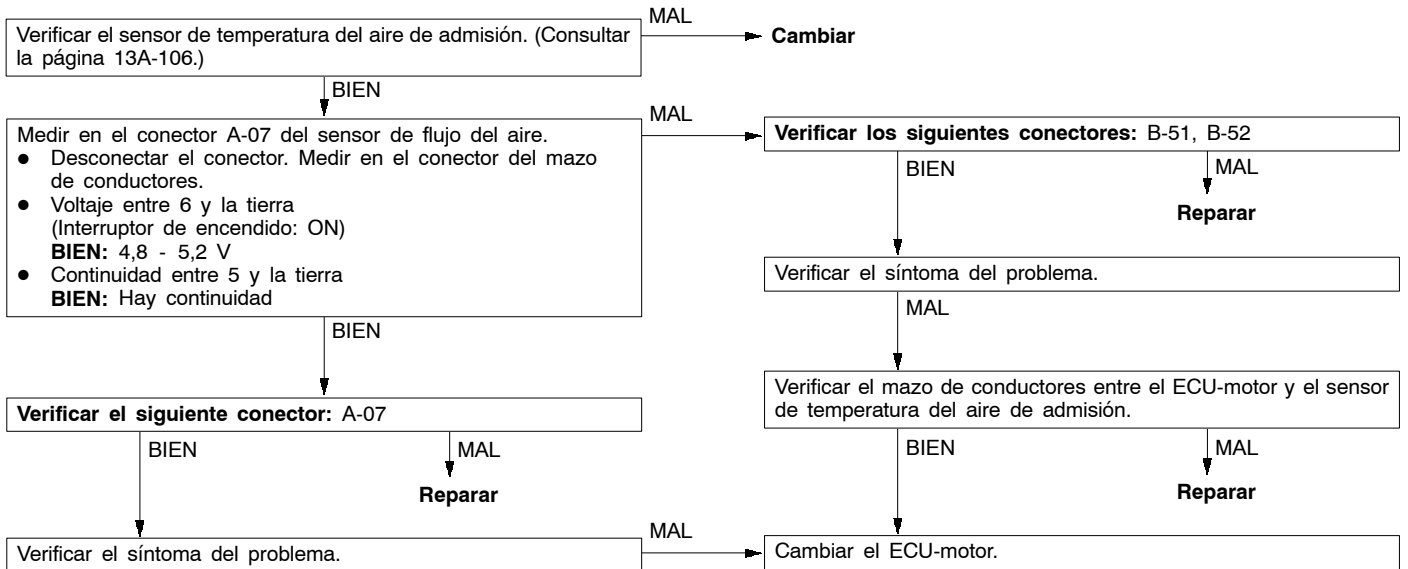 Verificar el sensor de temperatura del aire de admisión. (Consultar
la página 13A-106.)
MAL
Cambiar
BIEN
Medir en el conector A-07 del sensor de flujo del aire.
● Desconectar el conector. Medir en el conector del mazo
de conductores.
● Voltaje entre 6 y la tierra
(Interruptor de encendido: ON)
BIEN: 4,8 - 5,2 V
● Continuidad entre 5 y la tierra
BIEN: Hay continuidad
MAL
Verificar los siguientes conectores: B-51, B-52
BIEN
MAL
Reparar
Verificar el síntoma del problema.
MAL
Verificar el mazo de conductores entre el ECU-motor y el sensor
de temperatura del aire de admisión.
BIEN
MAL
Reparar
BIEN
Verificar el siguiente conector: A-07
BIEN
MAL
Reparar
Verificar el síntoma del problema.
MAL
Cambiar el ECU-motor.